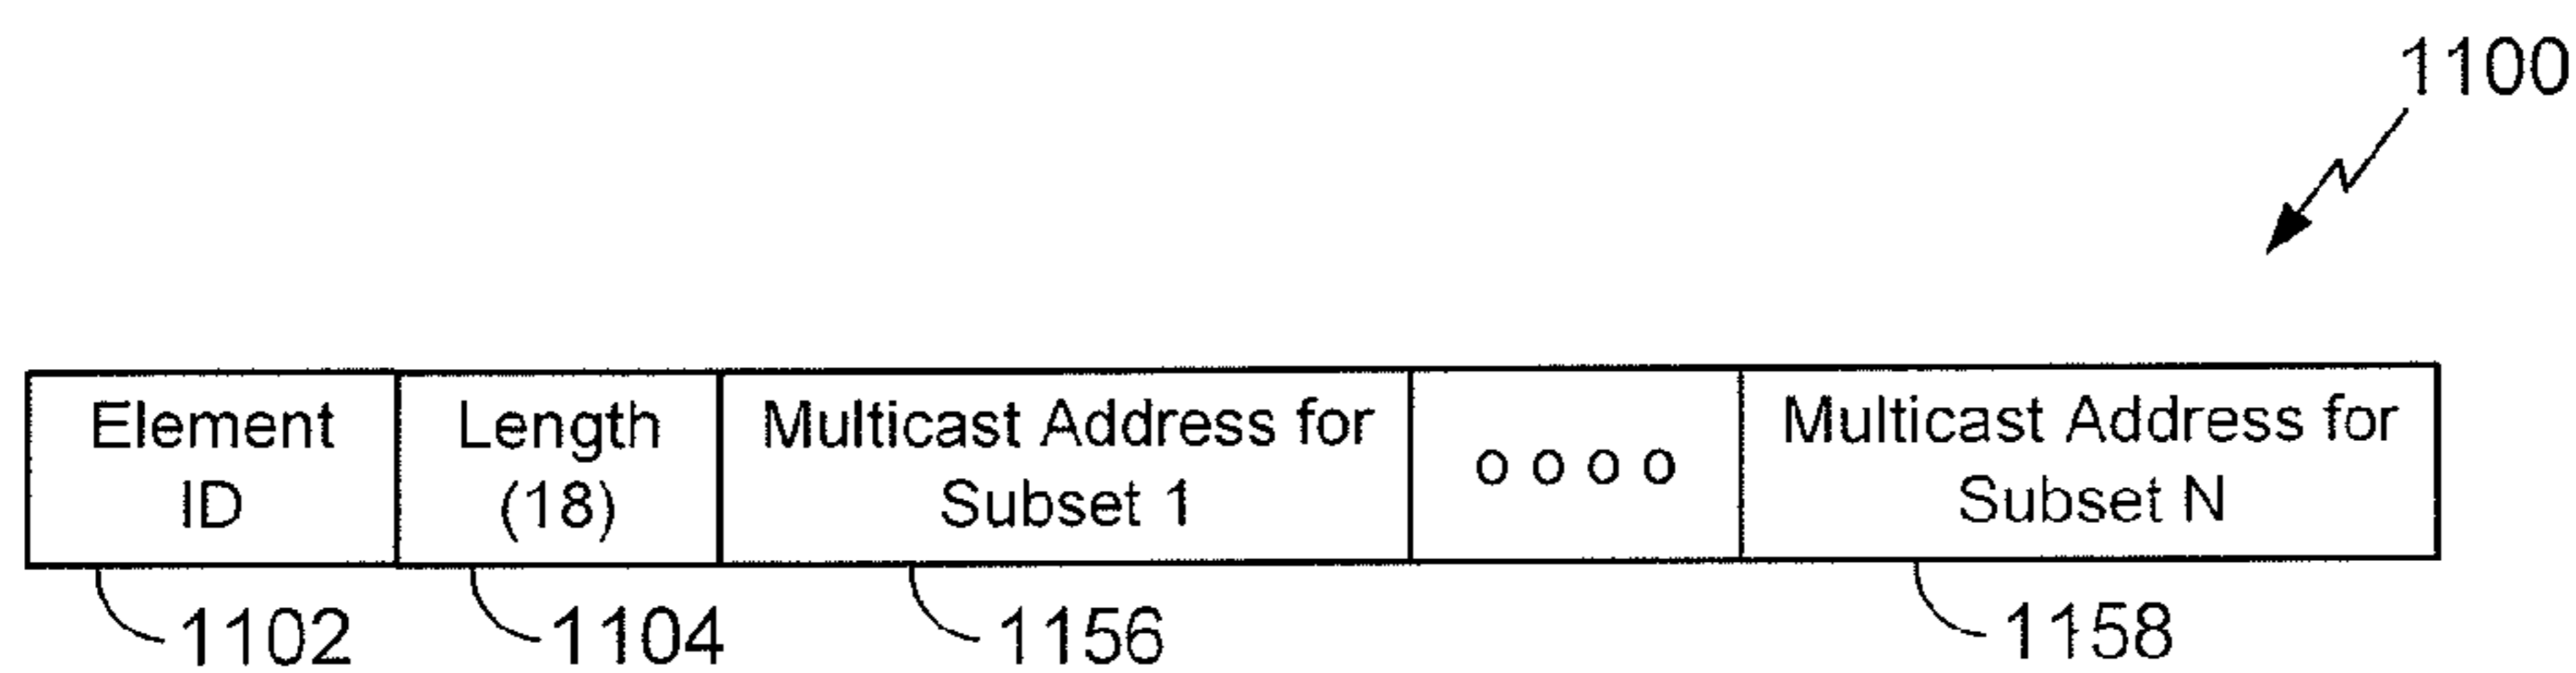 1100
Element
ID
Length
(18)
Multicast Address for
Subset 1
o o o o
Multicast Address for
Subset N
1102
1104
1156
1158